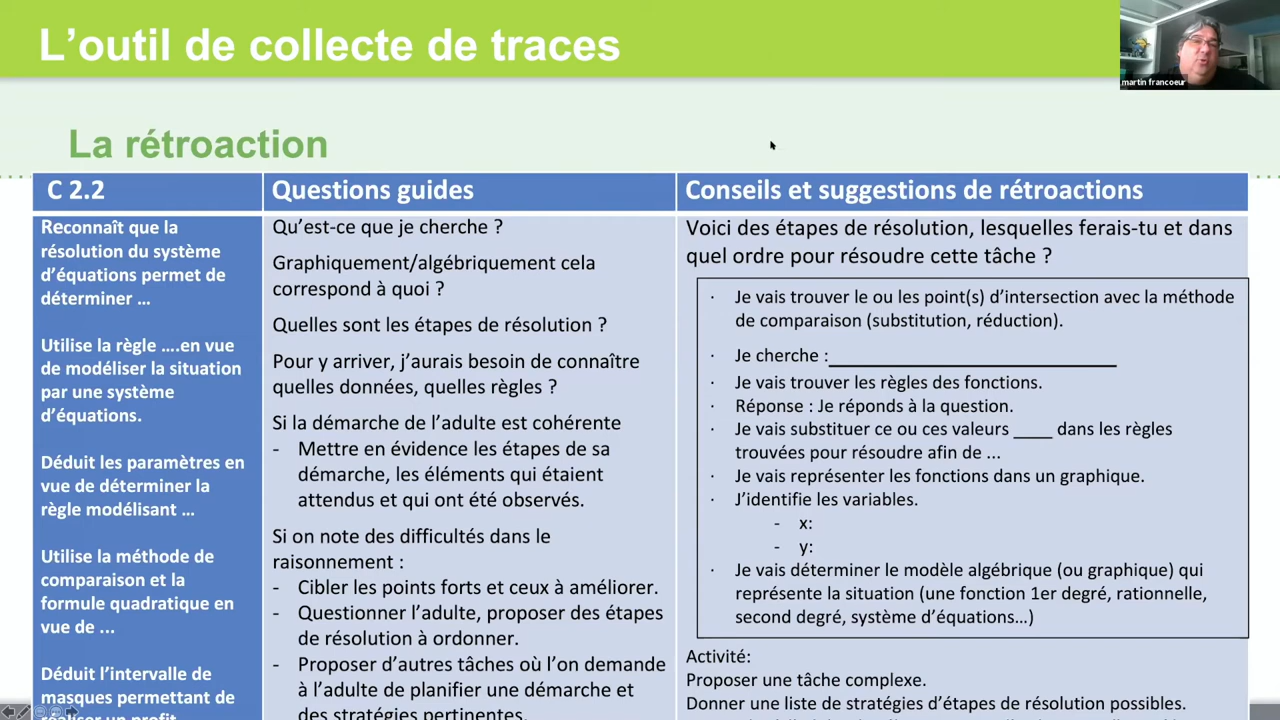 L'outil de collecte de traces
martin francoeur
La rétroaction
C 2.2
Questions guides
Conseils et suggestions de rétroactions
Reconnaît que la
résolution du système
d'équations permet de
déterminer …
Utilise la règle ….en vue
de modéliser la situation
par une système
d'équations.
Déduit les paramètres en
vue de déterminer la
règle modélisant …
Utilise la méthode de
comparaison et la
formule quadratique en
vue de …
Déduit l'intervalle de
masques permettant de
réaliser un profit
Qu'est-ce que je cherche ?
Graphiquement/algébriquement cela
correspond à quoi ?
Quelles sont les étapes de résolution ?
Pour y arriver, j'aurais besoin de connaître
quelles données, quelles règles ?
Si la démarche de l'adulte est cohérente
- Mettre en évidence les étapes de sa
démarche, les éléments qui étaient
attendus et qui ont été observés.
Si on note des difficultés dans le
raisonnement :
- Cibler les points forts et ceux à améliorer.
- Questionner l'adulte, proposer des étapes
de résolution à ordonner.
- Proposer d'autres tâches où l'on demande
à l'adulte de planifier une démarche et
des stratégies pertinentes.
Voici des étapes de résolution, lesquelles ferais-tu et dans
quel ordre pour résoudre cette tâche ?
· Je vais trouver le ou les point(s) d'intersection avec la méthode
de comparaison (substitution, réduction).
· Je cherche :____________________
· Je vais trouver les règles des fonctions.
· Réponse : Je réponds à la question.
· Je vais substituer ce ou ces valeurs ____ dans les règles
trouvées pour résoudre afin de ...
· Je vais représenter les fonctions dans un graphique.
· J'identifie les variables.
- x:
- y:
· Je vais déterminer le modèle algébrique (ou graphique) qui
représente la situation (une fonction 1er degré, rationnelle,
second degré, système d'équations…)
Activité:
Proposer une tâche complexe.
Donner une liste de stratégies d'étapes de résolution possibles.